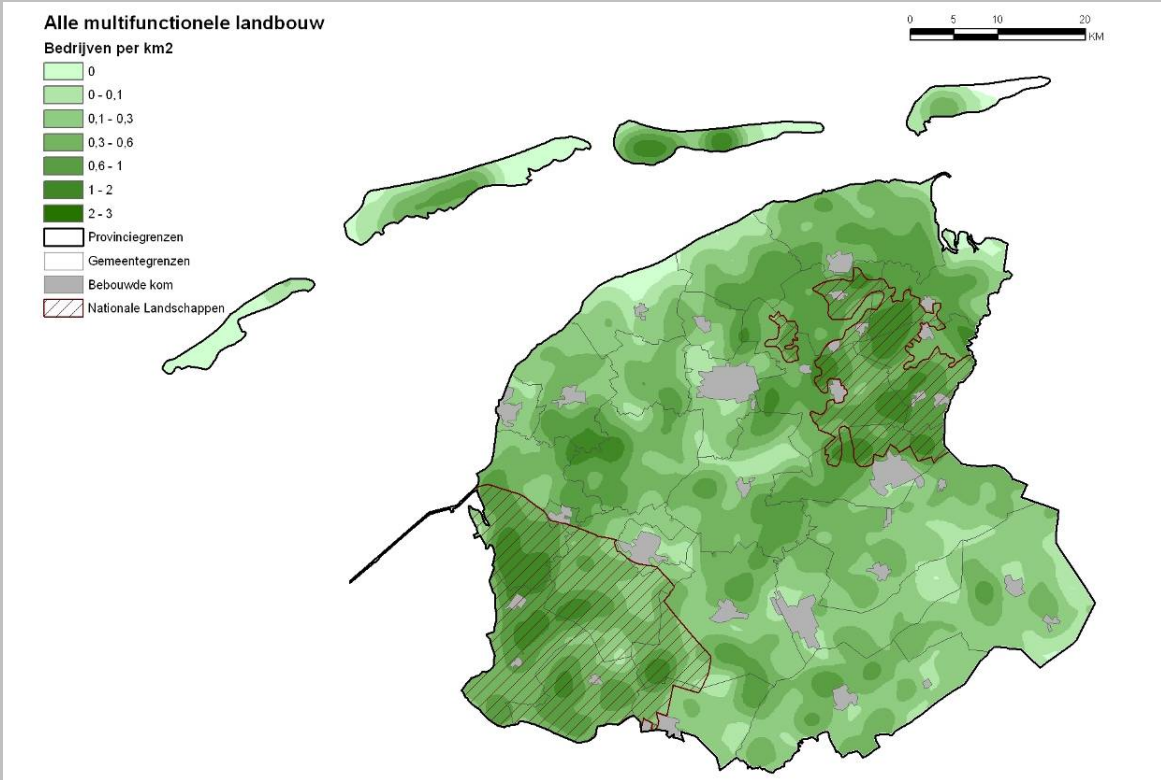 Alle multifunctionele landbouw
Bedrijven per km2
0
0 - 0,1
0,1 - 0,3
0,3 - 0,6
0,6 - 1
1 - 2
2 - 3
Provinciegrenzen
Gemeentegrenzen
Bebouwde kom
Nationale Landschappen
0 5 10 20
KM